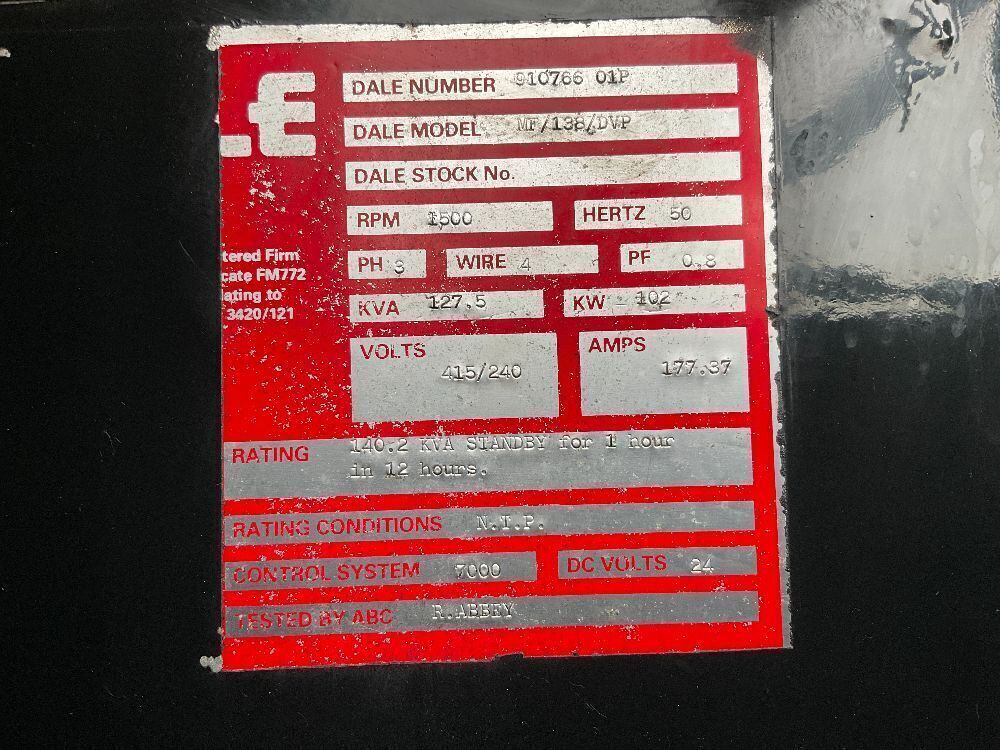 LE
DALE NUMBER 910766 01P
DALE MODEL MF/138/DVP
DALE STOCK No.
RPM 1500 HERTZ 50
tered Firm
cate FM772
ating to
3420/121
PH 3 WIRE 4 PF 0.8
KVA 127.5 KW 102
VOLTS 415/240 AMPS 177.37
RATING 140.2 KVA STANDBY for 1 hour
in 12 hours.
RATING CONDITIONS N.T.P.
CONTROL SYSTEM 7000 DC VOLTS 24
TESTED BY ABC R.ABBEY